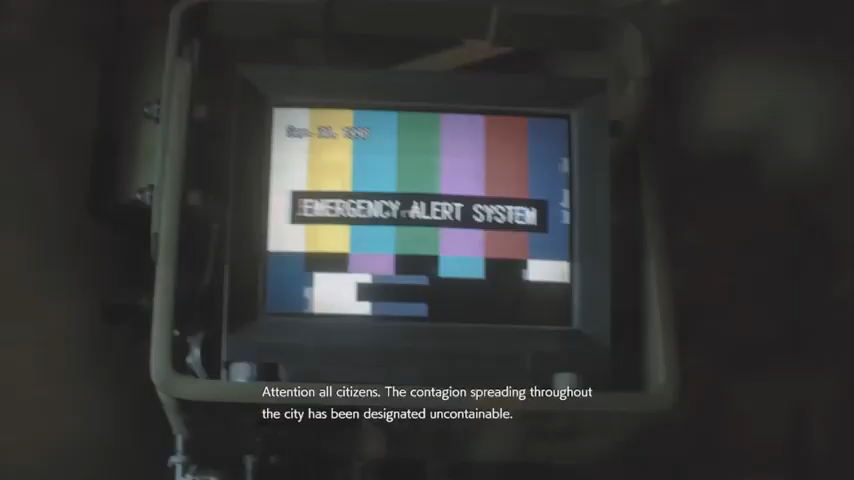 EMERGENCY ALERT SYSTEM
Attention all citizens. The contagion spreading throughout
the city has been designated uncontainable.